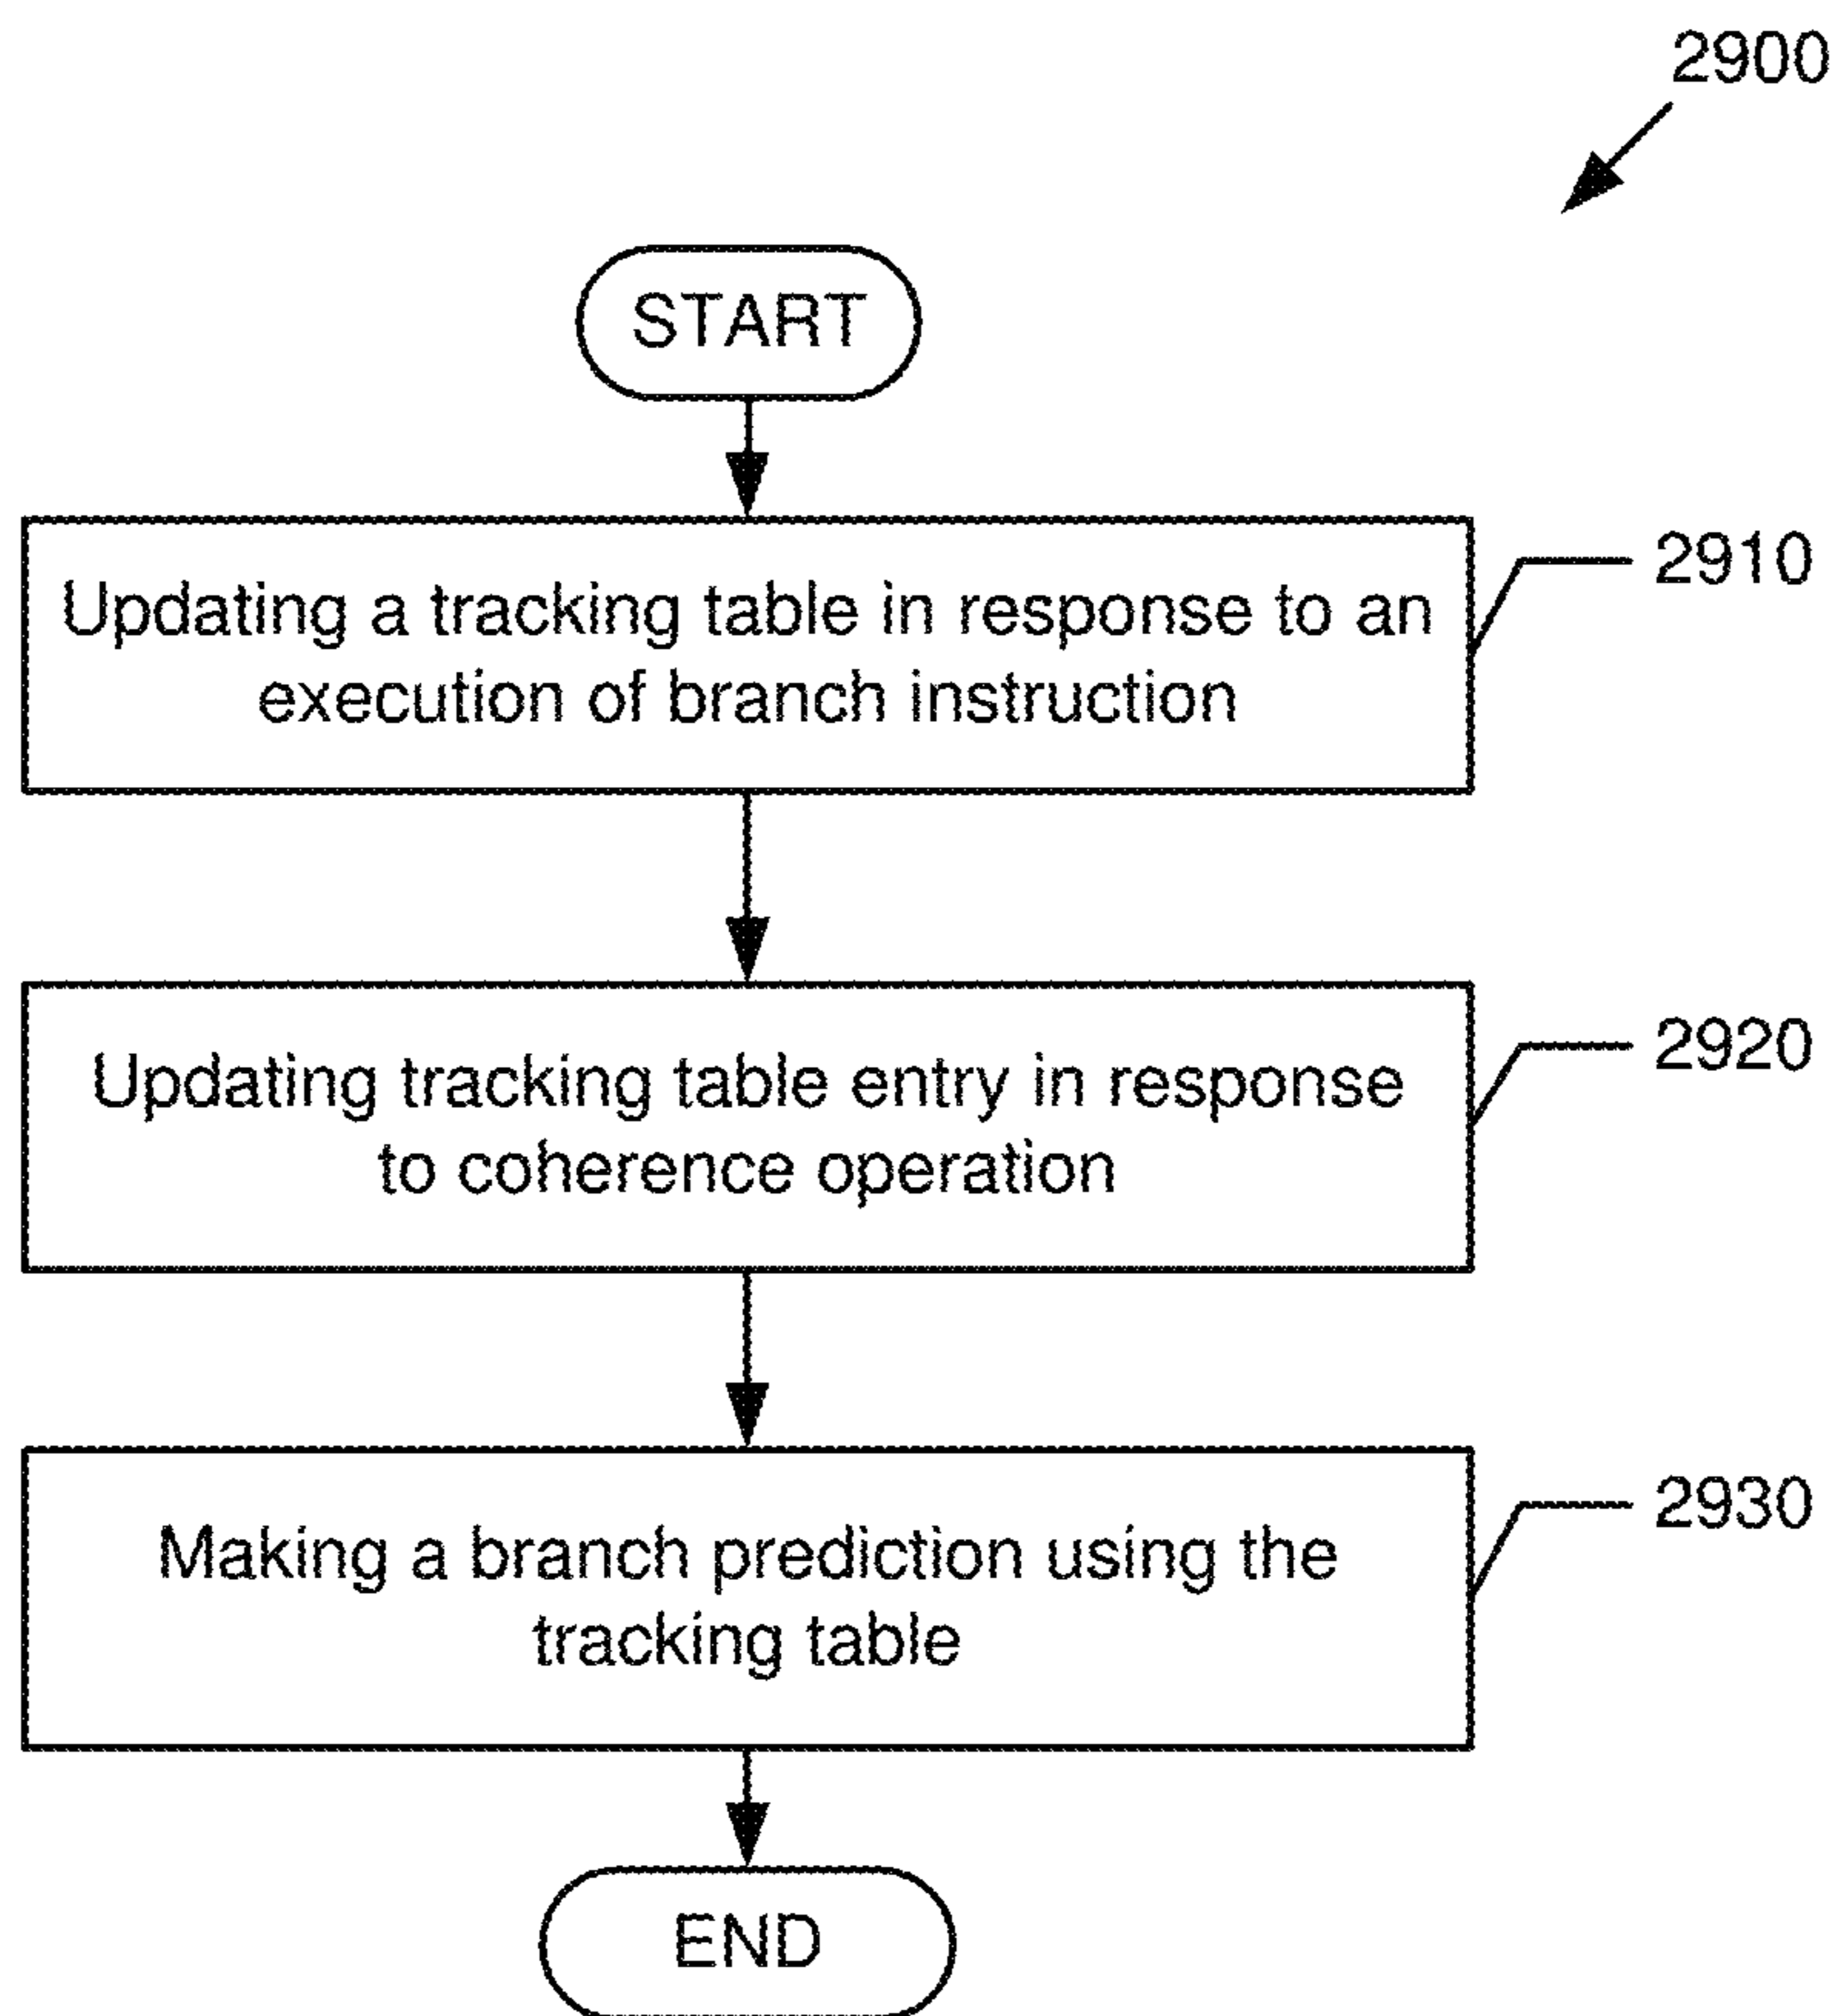 2900
START
Updating a tracking table in response to an
execution of branch instruction
2910
Updating tracking table entry in response
to coherence operation
2920
Making a branch prediction using the
tracking table
2930
END